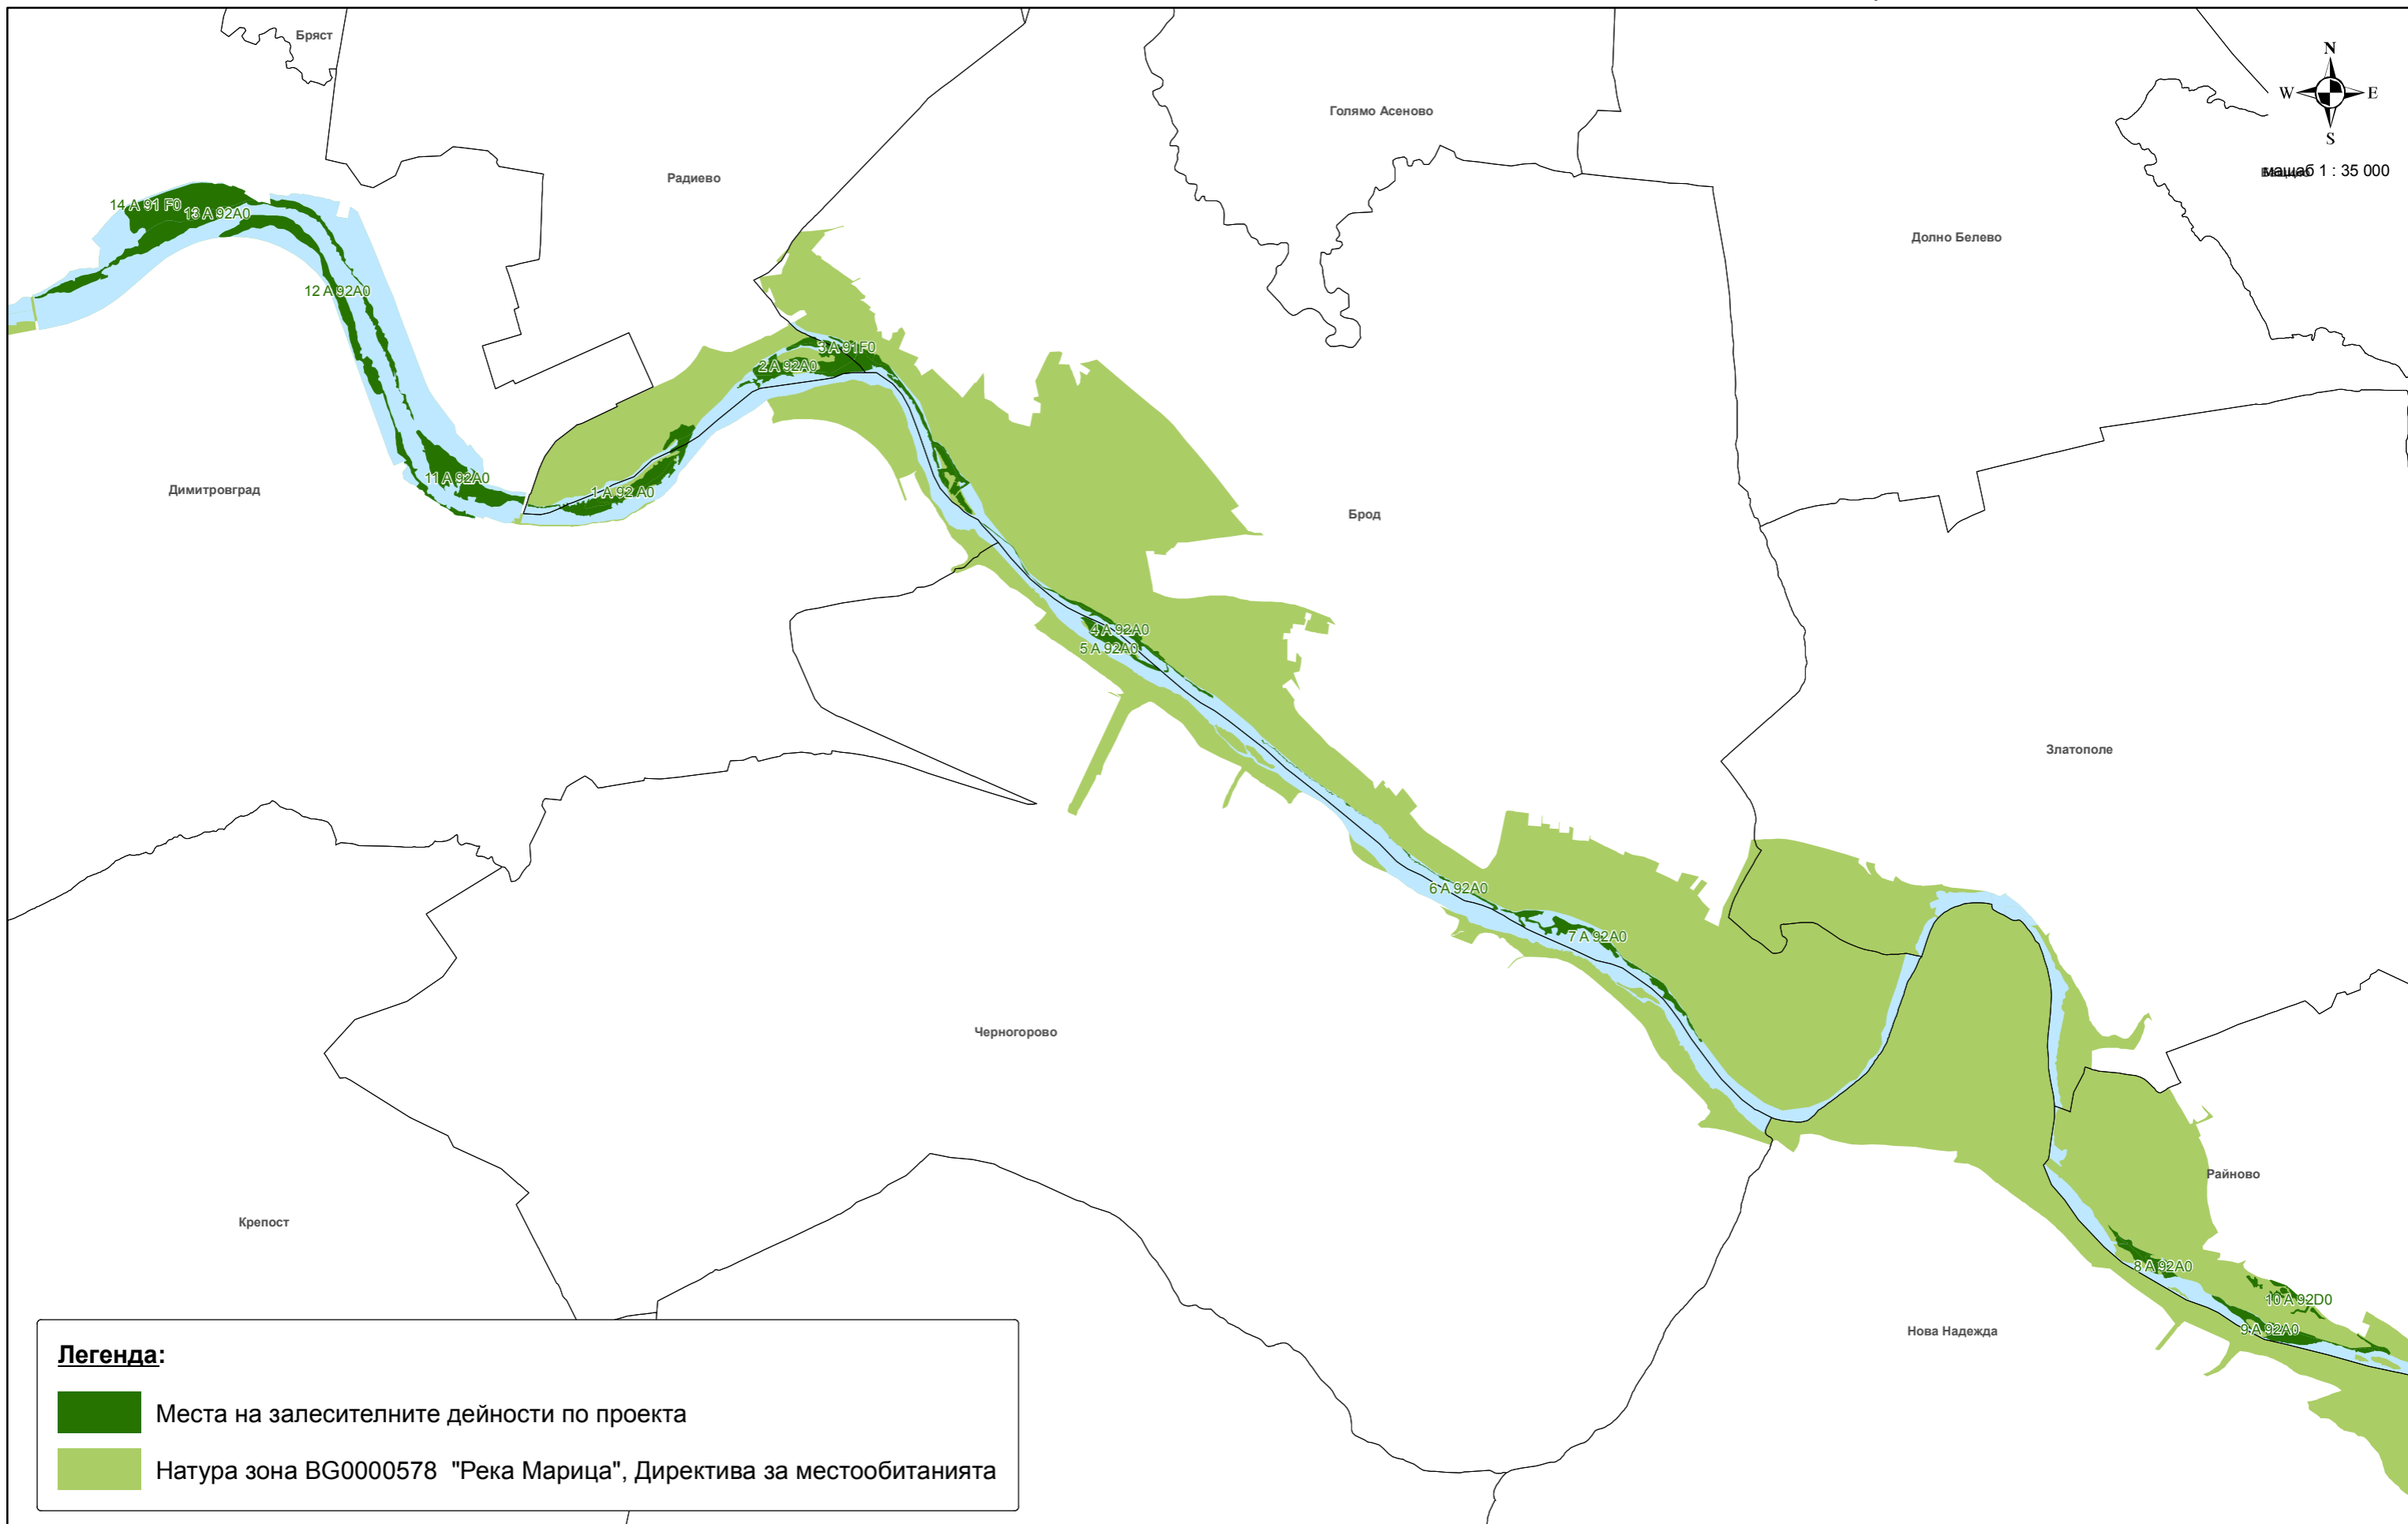 Бряст
N
W
E
S
Голямо Асеново
мащаб 1 : 35 000
Радиево
14 A 91 F0
13 A 92A0
Долно Белево
12 A 92A0
3 A 91F0
2 A 92A0
11 A 92A0
1 A 92 A0
Димитровград
Брод
4 A 92A0
5 A 92A0
Златополе
6 A 92A0
7 A 92A0
Черногорово
Райново
Крепост
8 A 92A0
10 A 92D0
9 A 92A0
Нова Надежда
Легенда:
Места на залесителните дейности по проекта
Натура зона BG0000578 "Река Марица", Директива за местообитанията